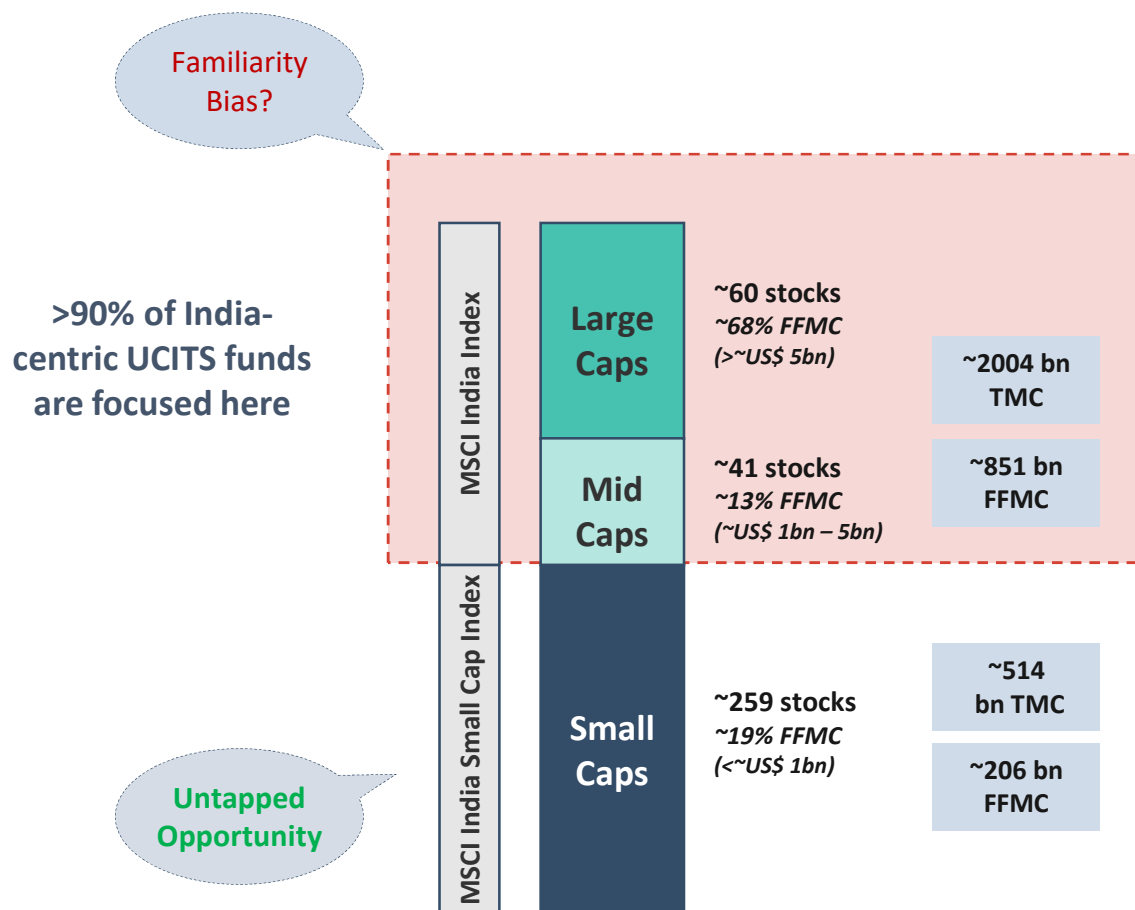 Familiarity
Bias?
>90% of India-
centric UCITS funds
are focused here
MSCI India Index
Large
Caps
~60 stocks
~68% FFMC
(>~US$ 5bn)
~2004 bn
TMC
Mid
Caps
~41 stocks
~13% FFMC
(~US$ 1bn – 5bn)
~851 bn
FFMC
MSCI India Small Cap Index
Small
Caps
~259 stocks
~19% FFMC
(<~US$ 1bn)
~514
bn TMC
~206 bn
FFMC
Untapped
Opportunity